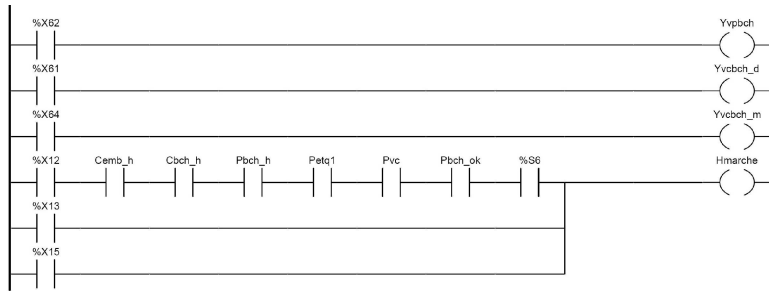 %X62 Yvpbch
%X61 Yvcbch_d
%X64 Yvcbch_m
%X12 Cemb_h Cbch_h Pbch_h Petq1 Pvc Pbch_ok %S6 Hmarche
%X13
%X15